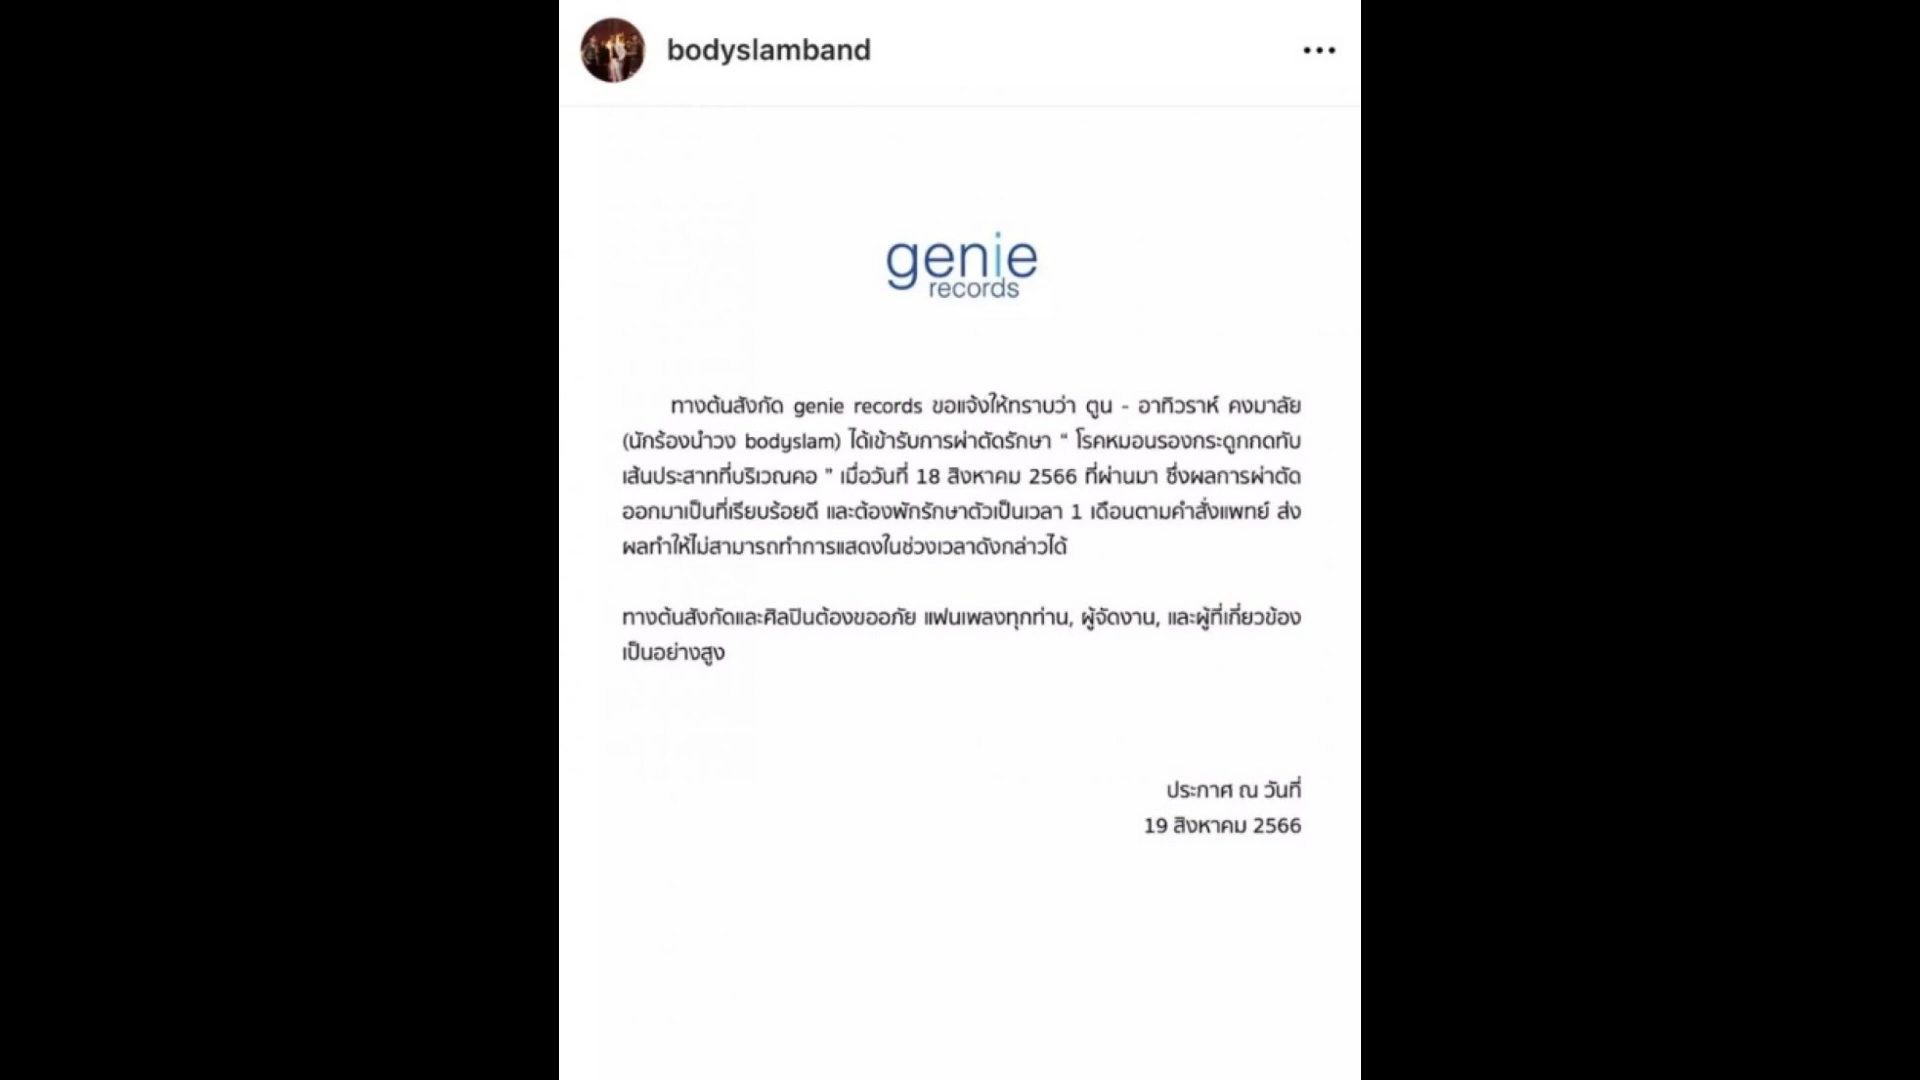 bodyslamband
genie
records
ทางต้นสังกัด genie records ขอแจ้งให้ทราบว่า ตูน - อาทิวราห์ คงมาลัย
(นักร้องนำวง bodyslam) ได้เข้ารับการผ่าตัดรักษา “ โรคหมอนรองกระดูกกดทับ
เส้นประสาทที่บริเวณคอ ” เมื่อวันที่ 18 สิงหาคม 2566 ที่ผ่านมา ซึ่งผลการผ่าตัด
ออกมาเป็นที่เรียบร้อยดี และต้องพักรักษาตัวเป็นเวลา 1 เดือนตามคำสั่งแพทย์ ส่ง
ผลทำให้ไม่สามารถทำการแสดงในช่วงเวลาดังกล่าวได้
ทางต้นสังกัดและศิลปินต้องขออภัย แฟนเพลงทุกท่าน, ผู้จัดงาน, และผู้ที่เกี่ยวข้อง
เป็นอย่างสูง
ประกาศ ณ วันที่
19 สิงหาคม 2566